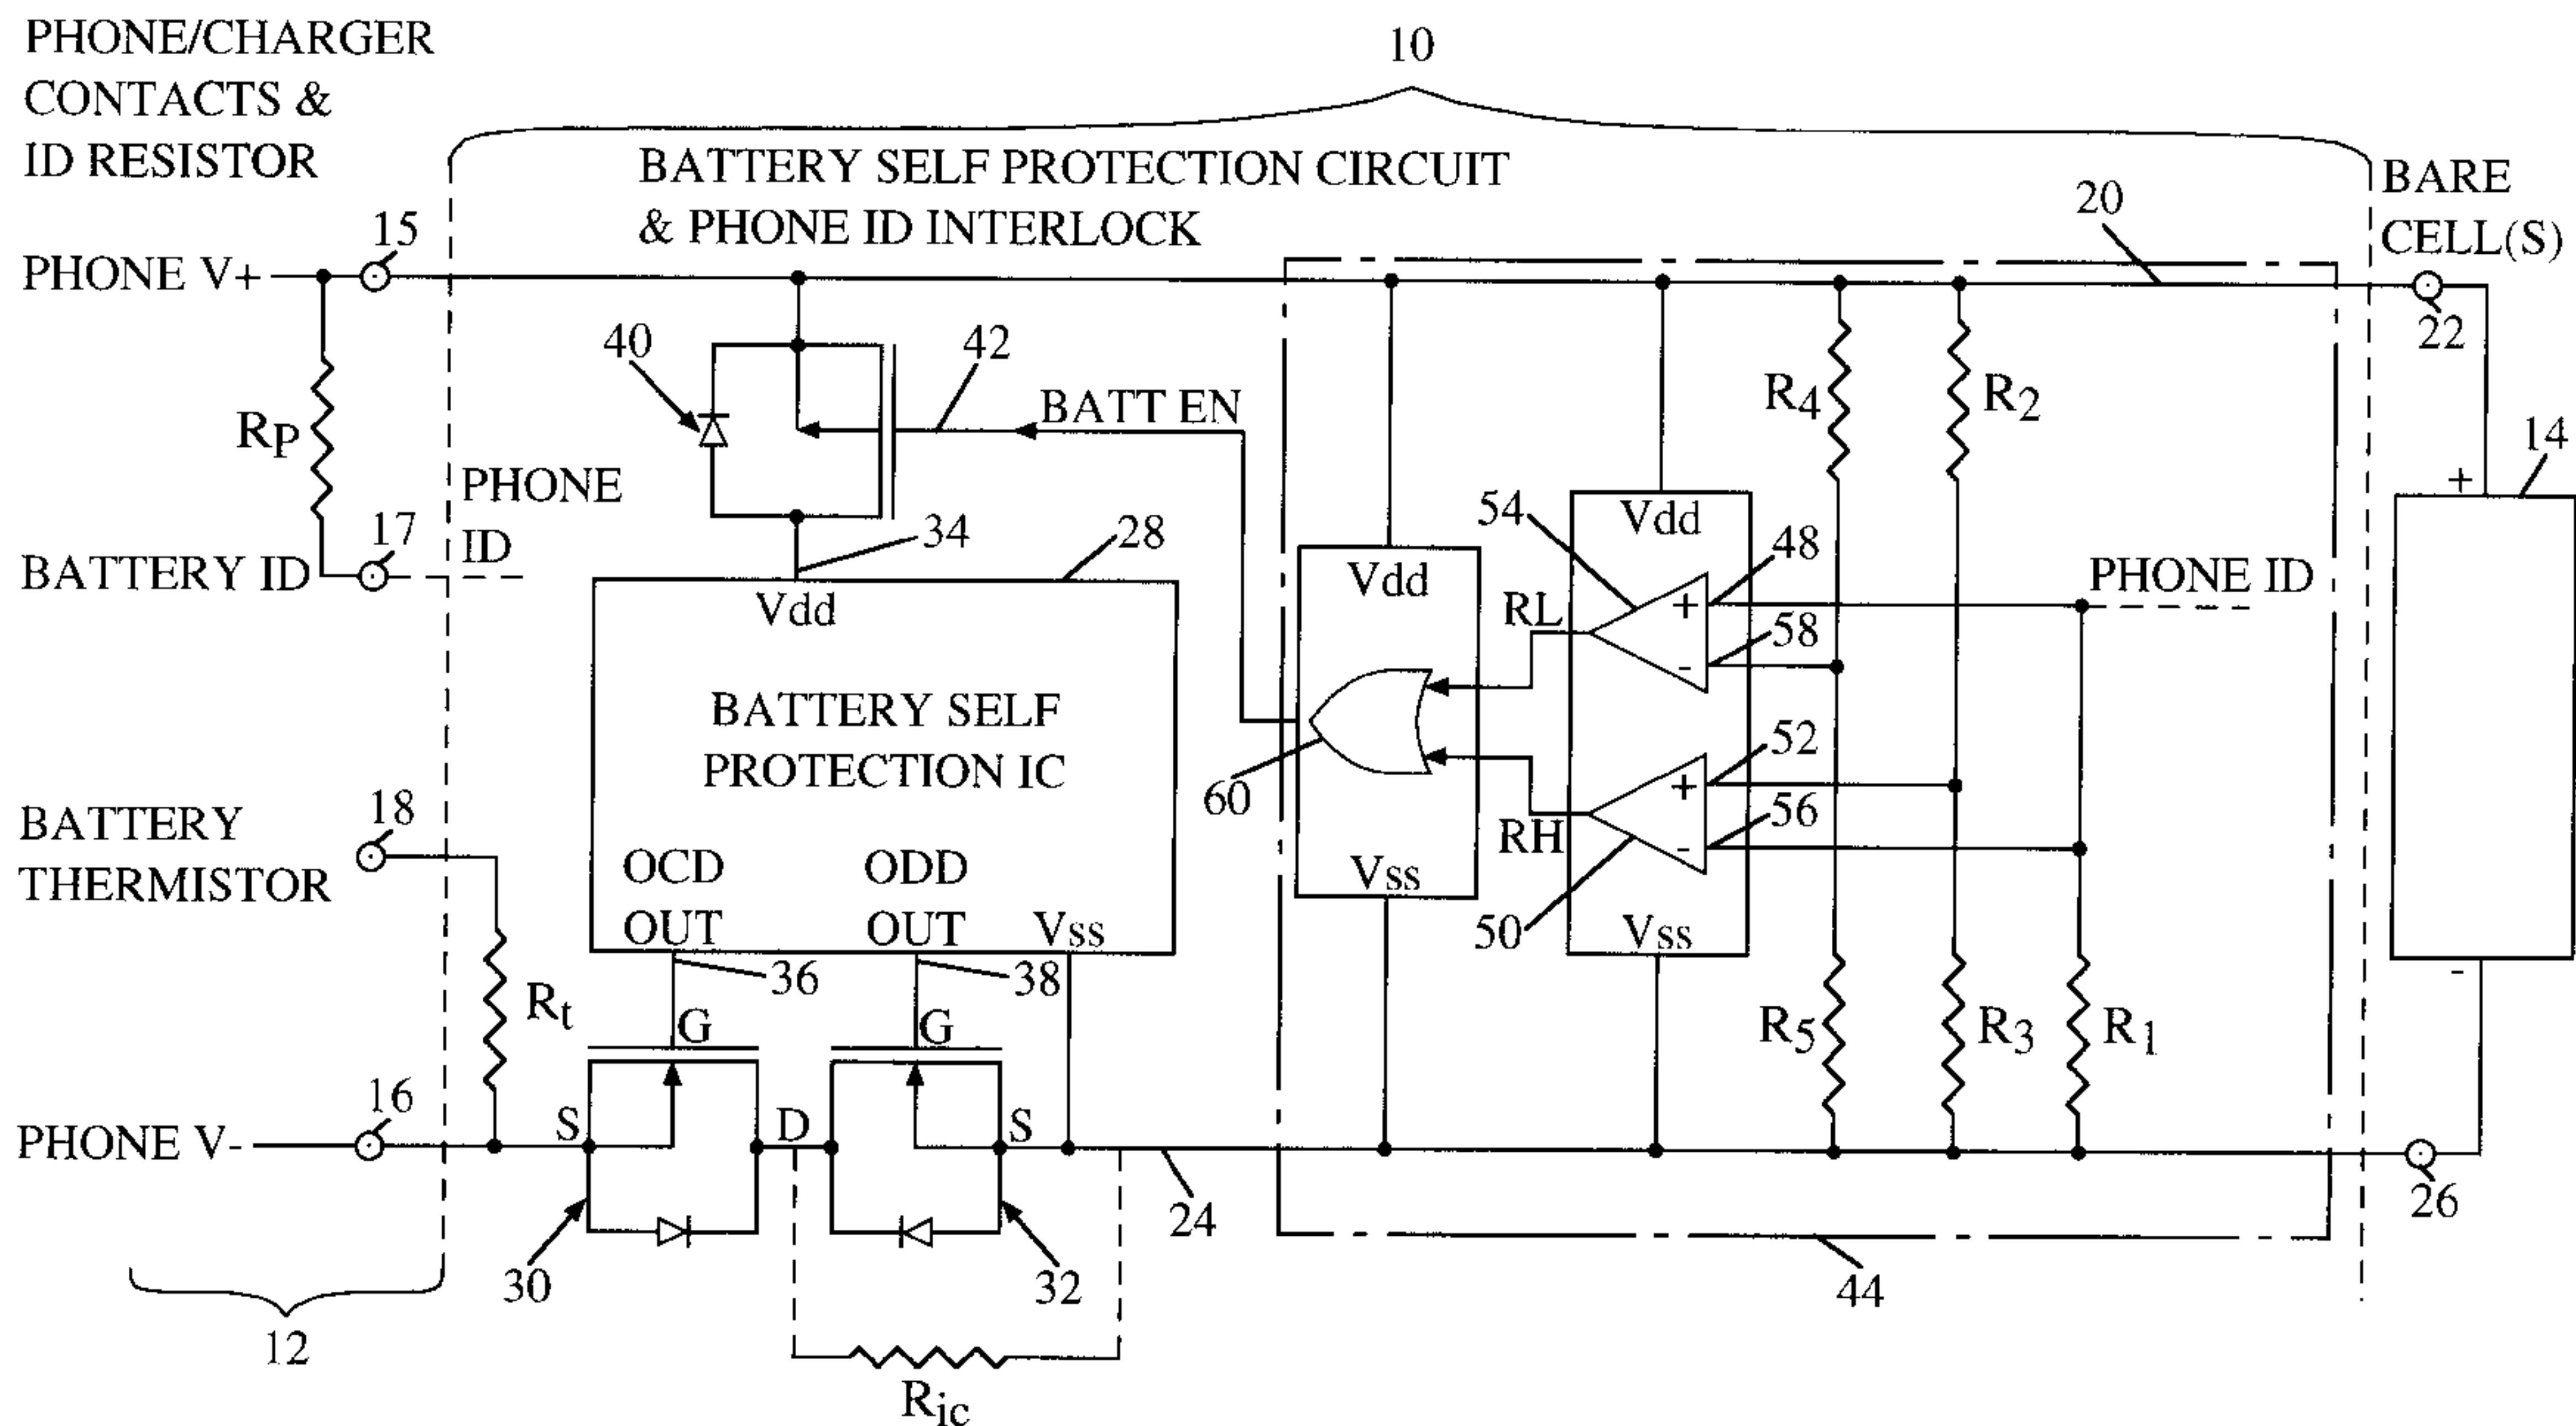 PHONE/CHARGER
CONTACTS &
ID RESISTOR
10
BATTERY SELF PROTECTION CIRCUIT
& PHONE ID INTERLOCK
BARE
CELL(S)
20
15
PHONE V+
22
40
42
BATT EN
R4
R2
RP
14
+
PHONE
ID
17
BATTERY ID
34
28
54
Vdd
48
Vdd
PHONE ID
Vdd
RL
+
58
-
BATTERY SELF
PROTECTION IC
52
+
56
-
60
RH
18
BATTERY
THERMISTOR
OCD
OUT
ODD
OUT
Vss
Vss
50
Vss
-
36
38
Rt
G
G
R5
R3
R1
16
PHONE V-
S
D
S
24
26
30
32
44
12
Ric